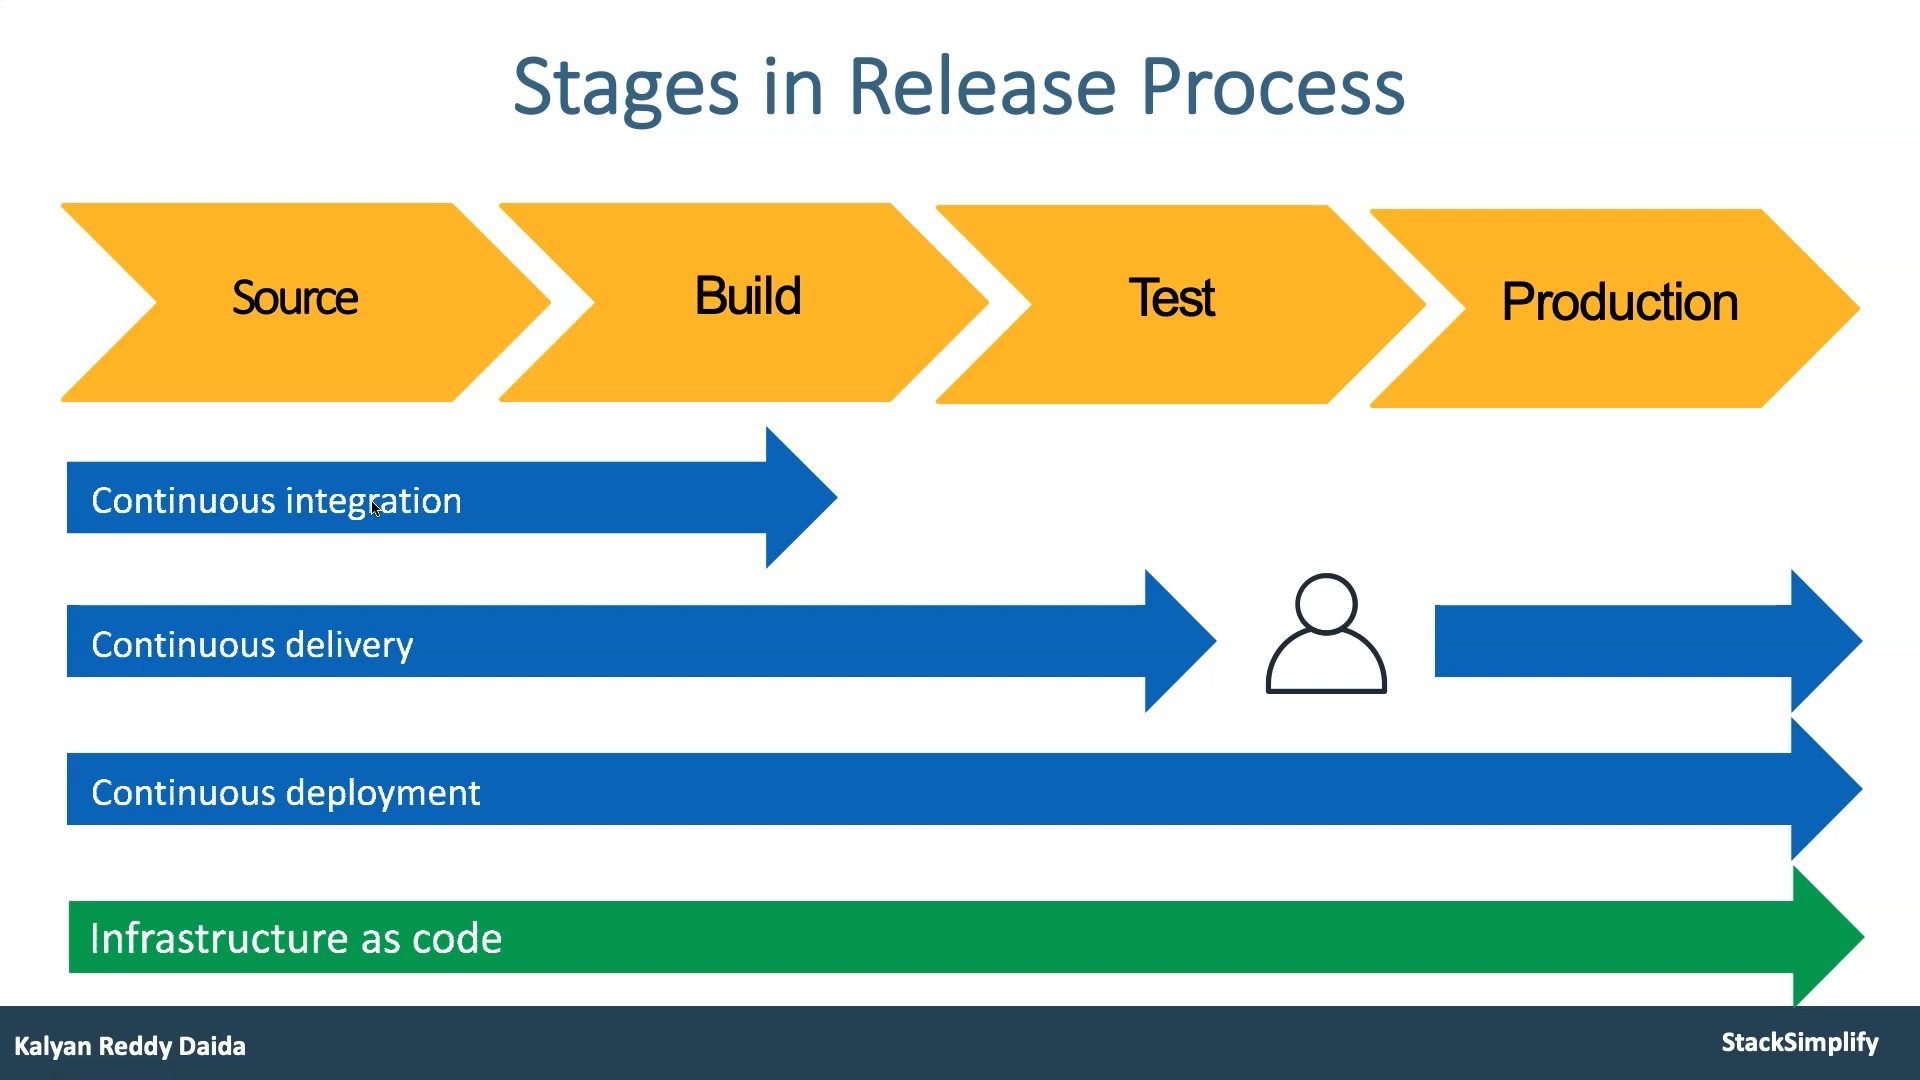 Stages in Release Process
Source
Build
Test
Production
Continuous integration
Continuous delivery
Continuous deployment
Infrastructure as code
Kalyan Reddy Daida
StackSimplify